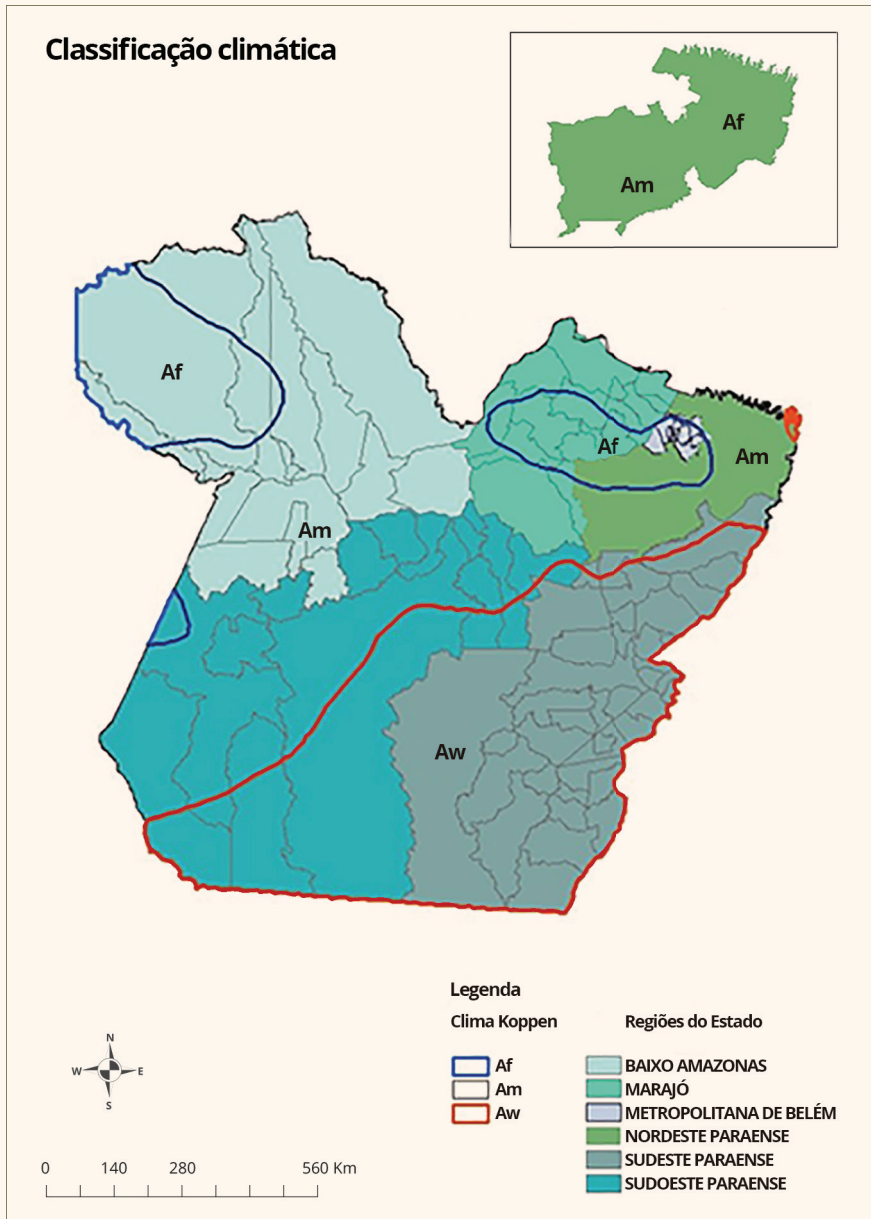 Classificação climática
Af
Am
Af
Af
Am
Am
Aw
Legenda
Clima Koppen
Regiões do Estado
Af
Am
Aw
BAIXO AMAZONAS
MARAJÓ
METROPOLITANA DE BELÉM
NORDESTE PARAENSE
SUDESTE PARAENSE
SUDOESTE PARAENSE
N
W E
S
0 140 280 560 Km